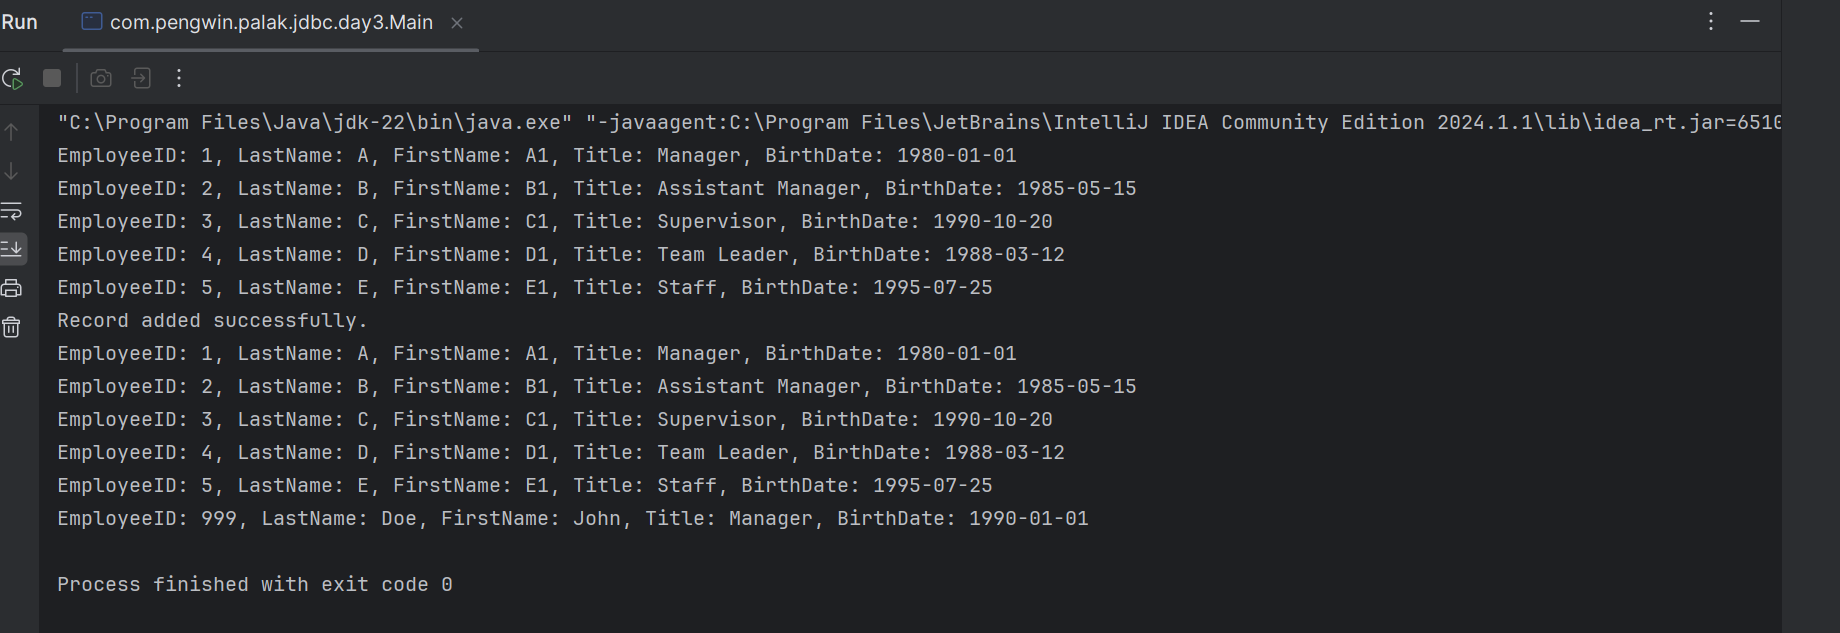 Run com.pengwin.palak.jdbc.day3.Main
"C:\Program Files\Java\jdk-22\bin\java.exe" "-javaagent:C:\Program Files\JetBrains\IntelliJ IDEA Community Edition 2024.1.1\lib\idea_rt.jar=6510
EmployeeID: 1, LastName: A, FirstName: A1, Title: Manager, BirthDate: 1980-01-01
EmployeeID: 2, LastName: B, FirstName: B1, Title: Assistant Manager, BirthDate: 1985-05-15
EmployeeID: 3, LastName: C, FirstName: C1, Title: Supervisor, BirthDate: 1990-10-20
EmployeeID: 4, LastName: D, FirstName: D1, Title: Team Leader, BirthDate: 1988-03-12
EmployeeID: 5, LastName: E, FirstName: E1, Title: Staff, BirthDate: 1995-07-25
Record added successfully.
EmployeeID: 1, LastName: A, FirstName: A1, Title: Manager, BirthDate: 1980-01-01
EmployeeID: 2, LastName: B, FirstName: B1, Title: Assistant Manager, BirthDate: 1985-05-15
EmployeeID: 3, LastName: C, FirstName: C1, Title: Supervisor, BirthDate: 1990-10-20
EmployeeID: 4, LastName: D, FirstName: D1, Title: Team Leader, BirthDate: 1988-03-12
EmployeeID: 5, LastName: E, FirstName: E1, Title: Staff, BirthDate: 1995-07-25
EmployeeID: 999, LastName: Doe, FirstName: John, Title: Manager, BirthDate: 1990-01-01
Process finished with exit code 0